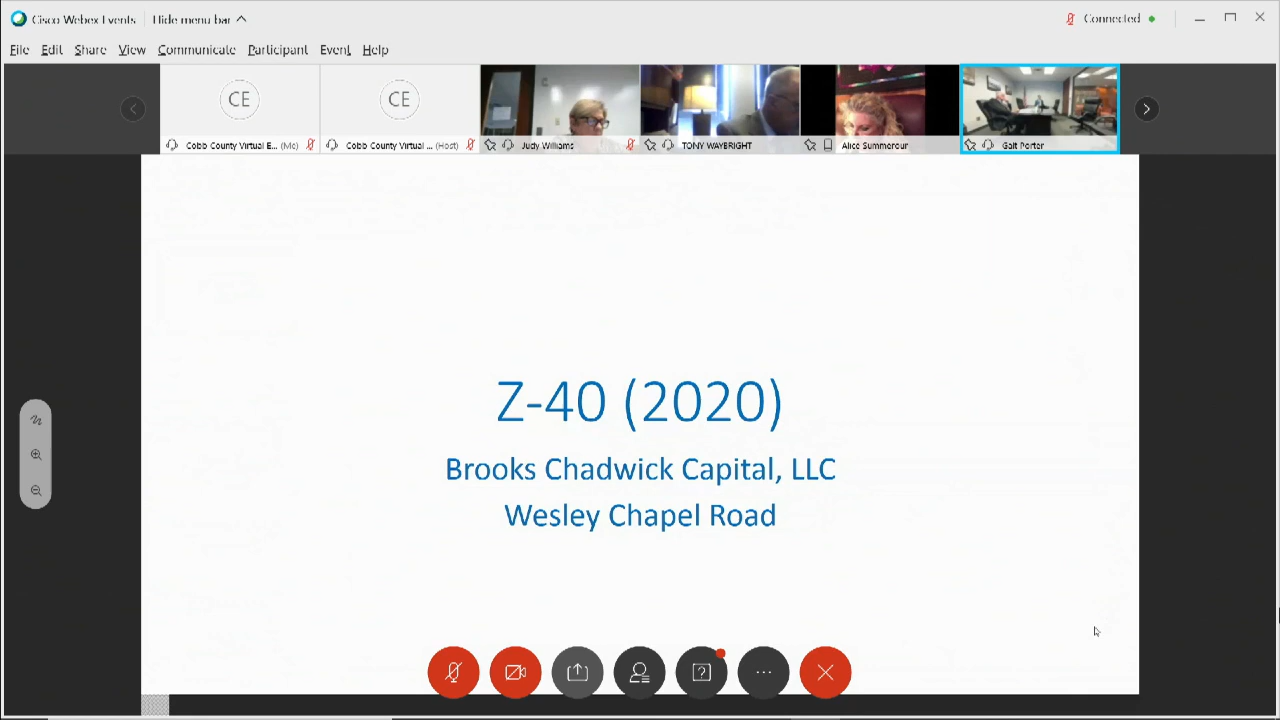 Cisco Webex Events
Hide menu bar
Connected
File Edit Share View Communicate Participant Event Help
CE
CE
Cobb County Virtual E... (Me)
Cobb County Virtual ... (Host)
Judy Williams
TONY WAYBRIGHT
Alice Summerour
Galt Porter
Z-40 (2020)
Brooks Chadwick Capital, LLC
Wesley Chapel Road